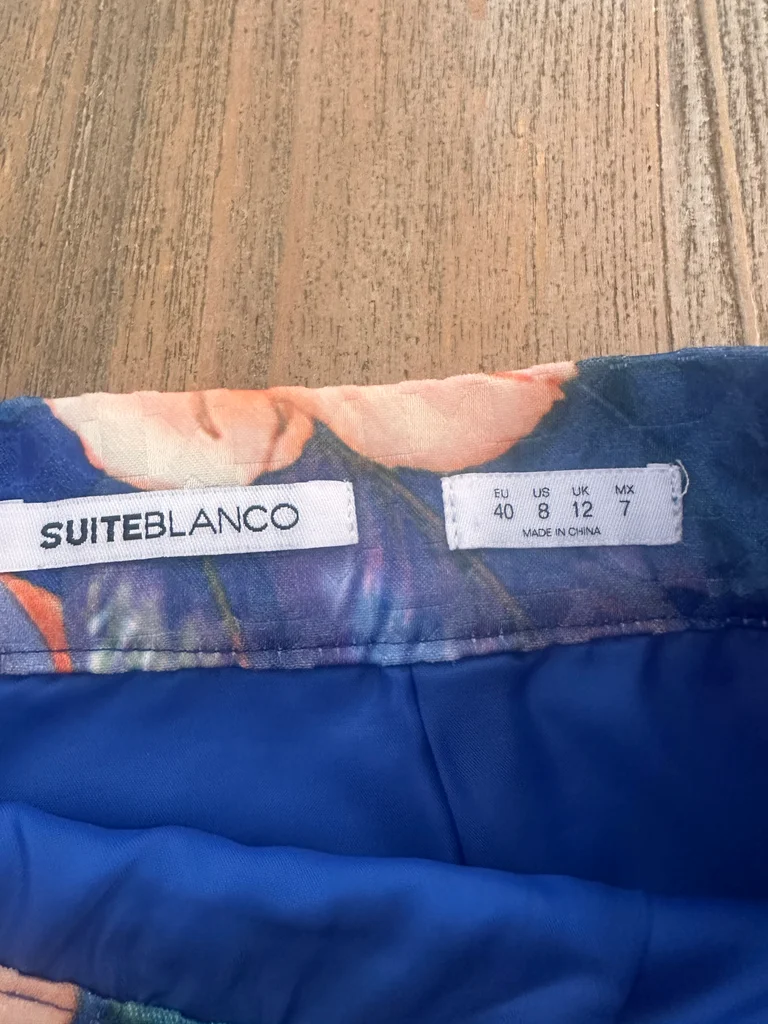 SUITEBLANCO
EU US UK MX
40 8 12 7
MADE IN CHINA